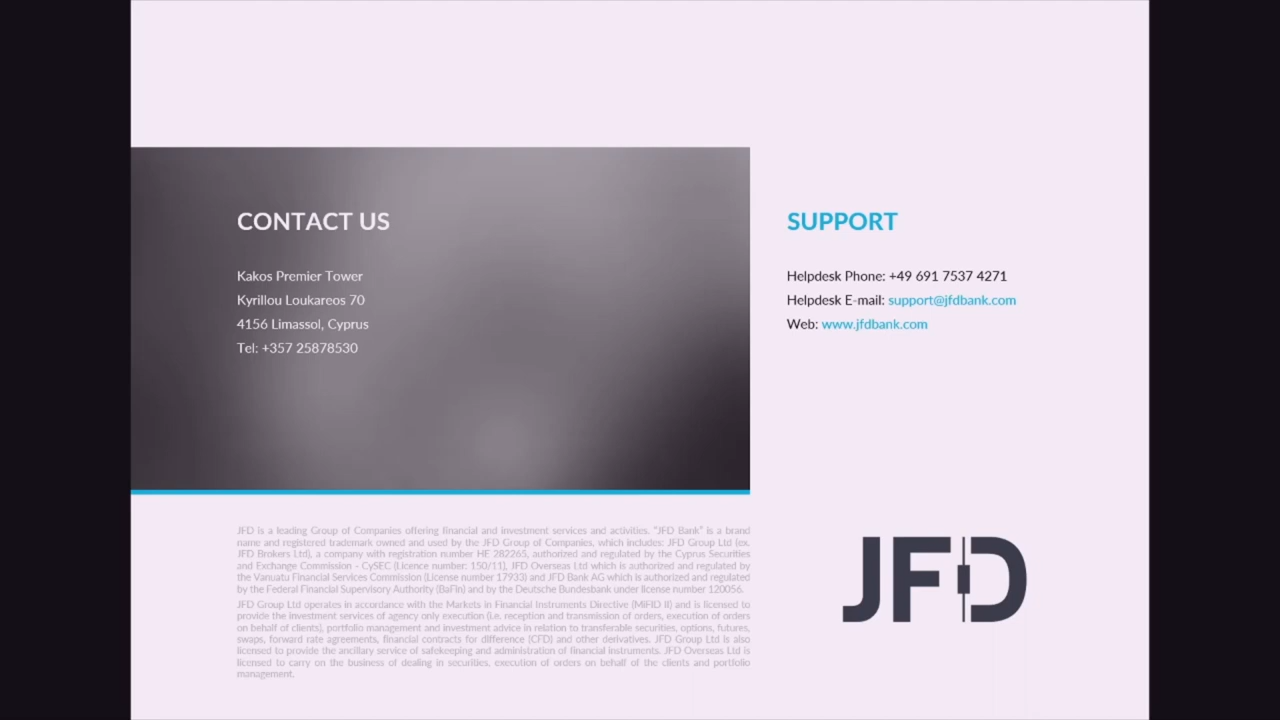 CONTACT US
Kakos Premier Tower
Kyrillou Loukareos 70
4156 Limassol, Cyprus
Tel: +357 25878530
SUPPORT
Helpdesk Phone: +49 691 7537 4271
Helpdesk E-mail: support@jfdbank.com
Web: www.jfdbank.com
JFD is a leading Group of Companies offering financial and investment services and activities. "JFD Bank" is a brand
name and registered trademark owned and used by the JFD Group of Companies, which includes: JFD Group Ltd (ex.
JFD Brokers Ltd), a company with registration number HE 282265, authorized and regulated by the Cyprus Securities
and Exchange Commission - CySEC (Licence number: 150/11), JFD Overseas Ltd which is authorized and regulated by
the Vanuatu Financial Services Commission (License number 17933) and JFD Bank AG which is authorized and regulated
by the Federal Financial Supervisory Authority (BaFin) and by the Deutsche Bundesbank under license number 120056.
JFD Group Ltd operates in accordance with the Markets in Financial Instruments Directive (MiFID II) and is licensed to
provide the investment services of agency only execution (i.e. reception and transmission of orders, execution of orders
on behalf of clients), portfolio management and investment advice in relation to transferable securities, options, futures,
swaps, forward rate agreements, financial contracts for difference (CFD) and other derivatives. JFD Group Ltd is also
licensed to provide the ancillary service of safekeeping and administration of financial instruments. JFD Overseas Ltd is
licensed to carry on the business of dealing in securities, execution of orders on behalf of the clients and portfolio
management.
JFD